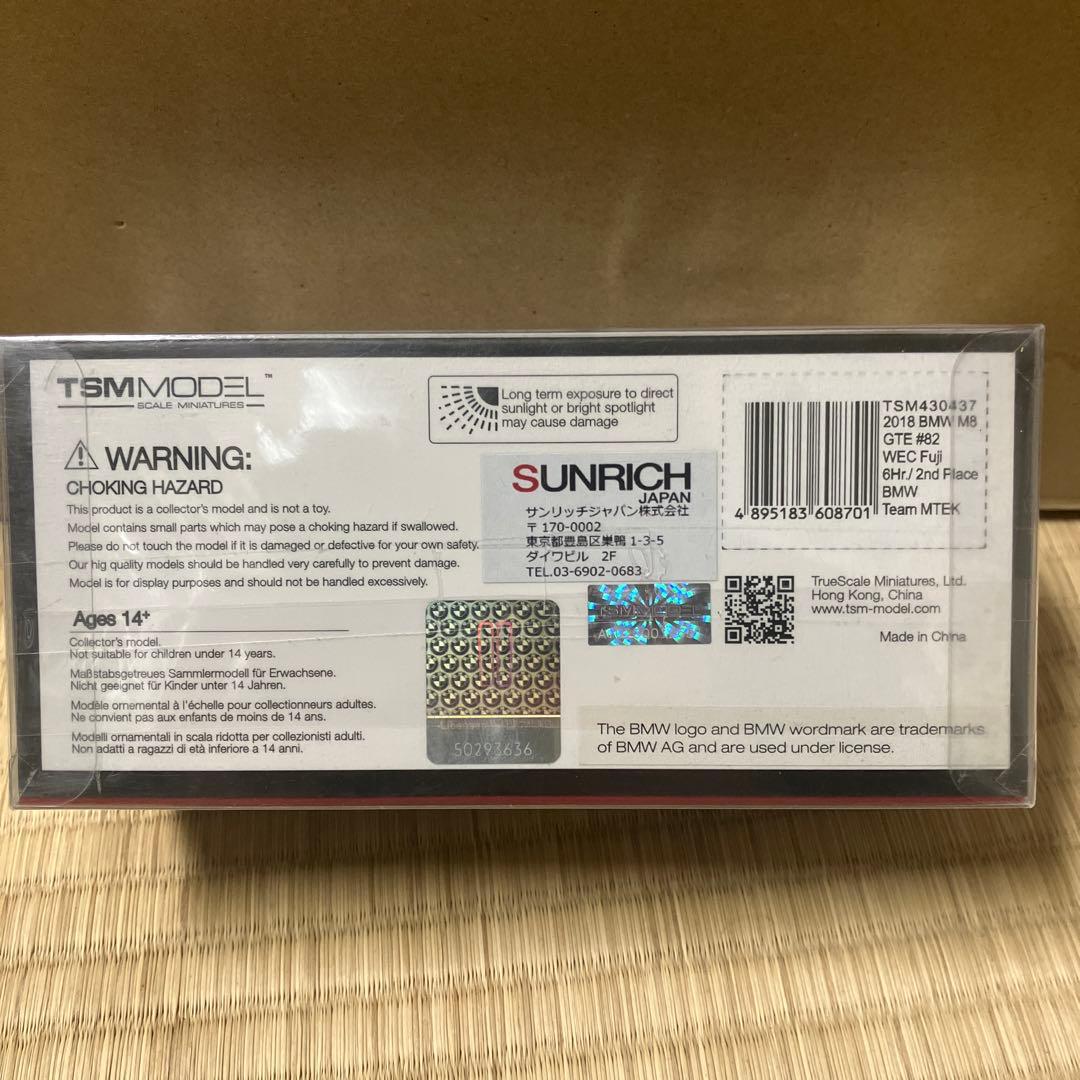 TSMMODEL™
SCALE MINIATURES
WARNING:
CHOKING HAZARD
This product is a collector's model and is not a toy.
Model contains small parts which may pose a choking hazard if swallowed.
Please do not touch the model if it is damaged or defective for your own safety.
Our hig quality models should be handled very carefully to prevent damage.
Model is for display purposes and should not be handled excessively.
Ages 14+
Collector's model.
Not suitable for children under 14 years.
Maßstabsgetreues Sammlermodell für Erwachsene.
Nicht geeignet für Kinder unter 14 Jahren.
Modèle ornemental à l'échelle pour collectionneurs adultes.
Ne convient pas aux enfants de moins de 14 ans.
Modelli ornamentali in scala ridotta per collezionisti adulti.
Non adatti a ragazzi di età inferiore a 14 anni.
Long term exposure to direct
sunlight or bright spotlight
may cause damage
SUNRICH
JAPAN
サンリッチジャパン株式会社
〒170-0002
東京都豊島区巣鴨 1-3-5
ダイワビル 2F
TEL.03-6902-0683
50293636
TSMMODEL
TSM430437
2018 BMW M8
GTE #82
WEC Fuji
6Hr./ 2nd Place
BMW
Team MTEK
4 895183 608701
TrueScale Miniatures, Ltd.
Hong Kong, China
www.tsm-model.com
Made in China
The BMW logo and BMW wordmark are trademarks
of BMW AG and are used under license.